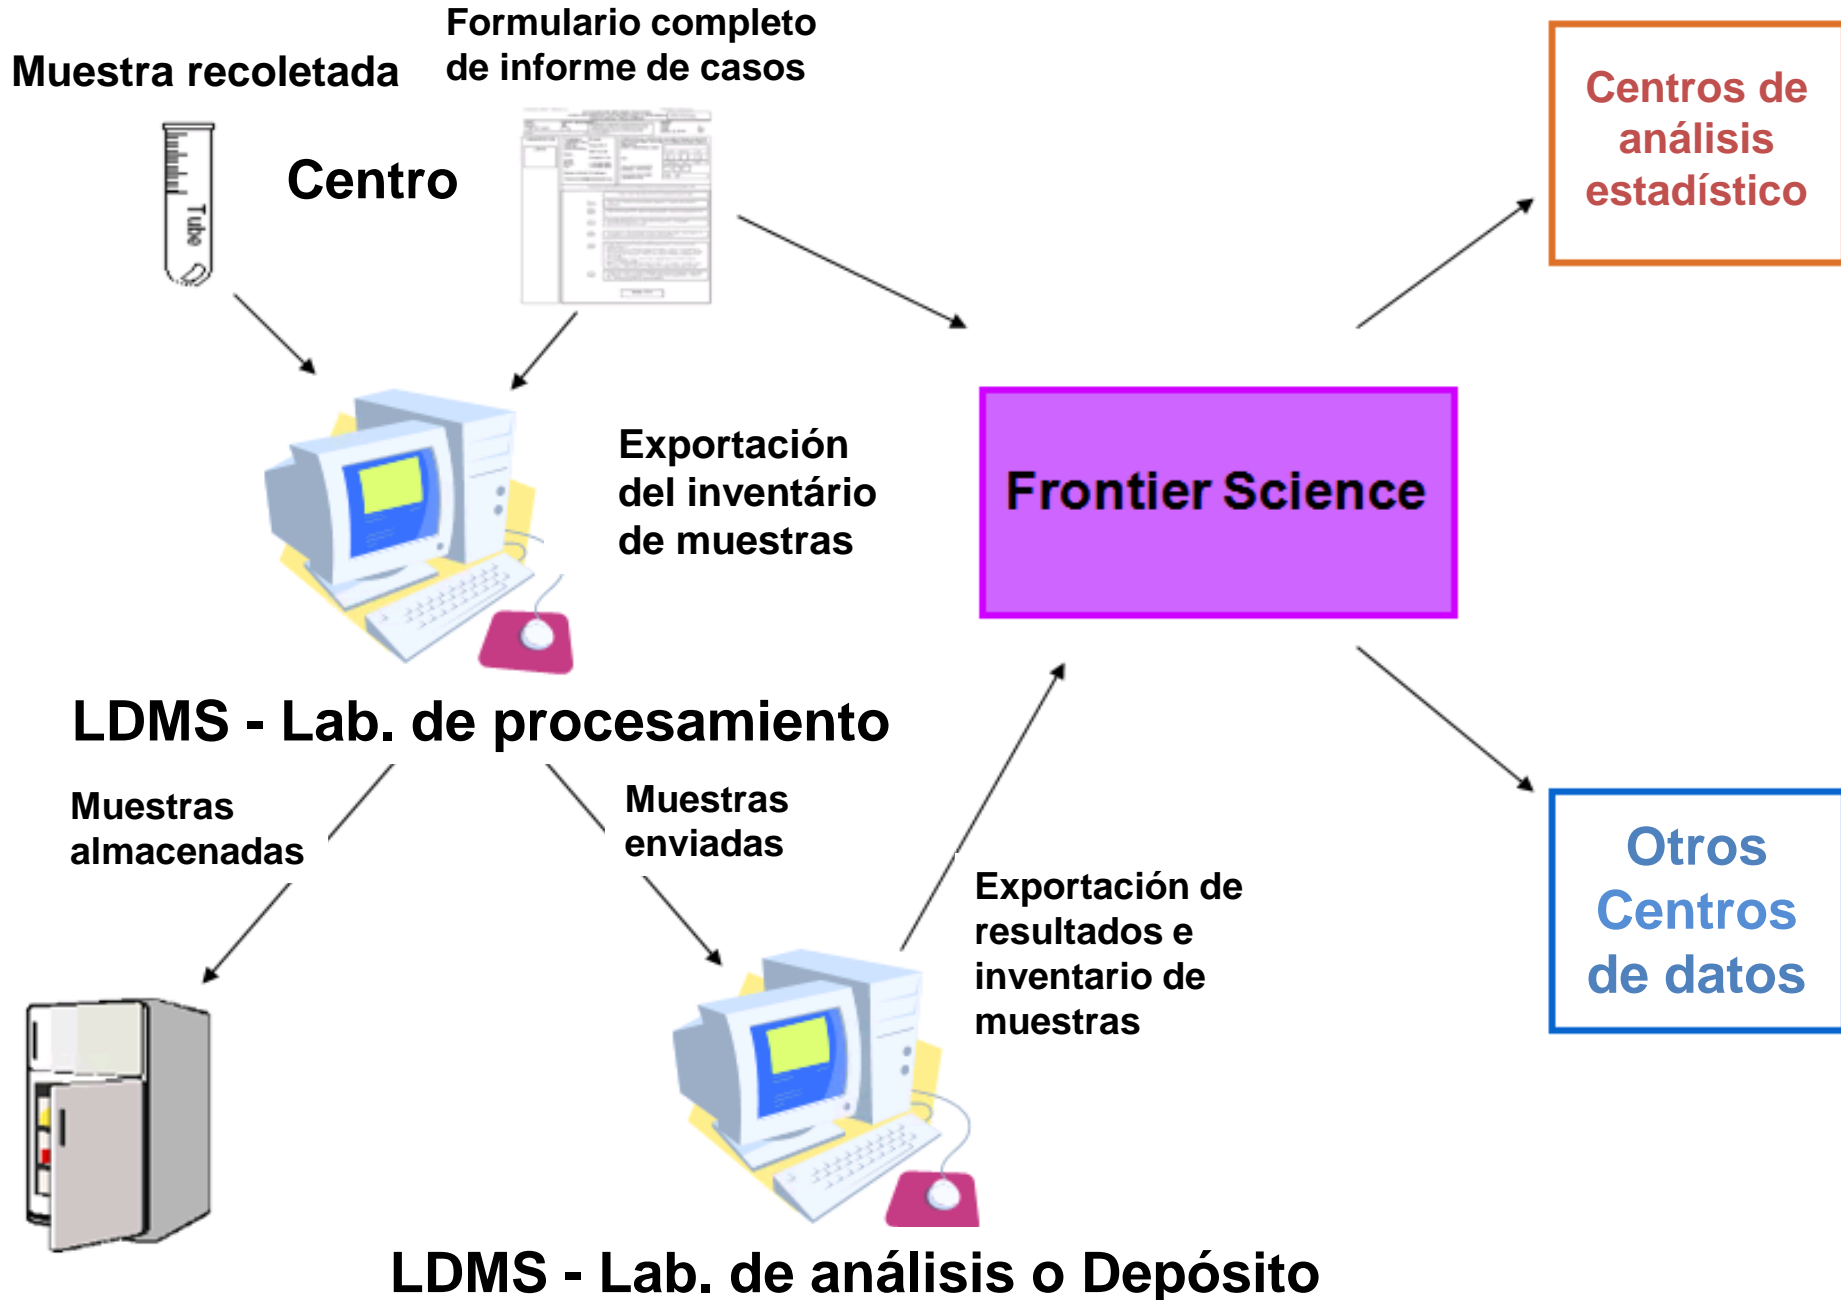 Formulario completo
de informe de casos
Muestra recoletada
Centro
Tube
Centros de
análisis
estadístico
Exportación
del inventário
de muestras
Frontier Science
LDMS - Lab. de procesamiento
Muestras
almacenadas
Muestras
enviadas
Exportación de
resultados e
inventario de
muestras
Otros
Centros
de datos
LDMS - Lab. de análisis o Depósito